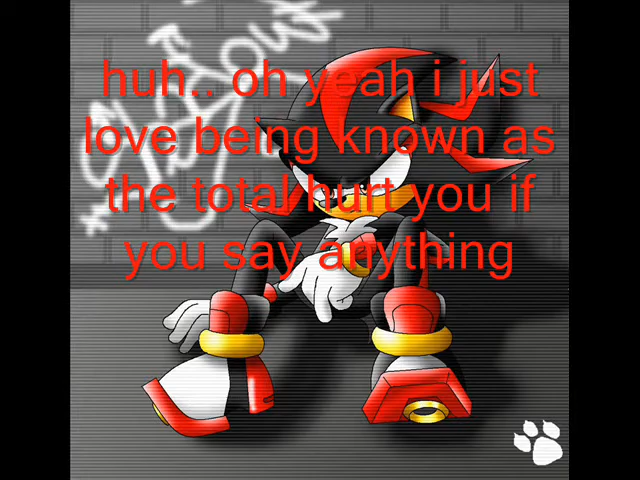 huh.. oh yeah i just
love being known as
the total hurt you if
you say anything